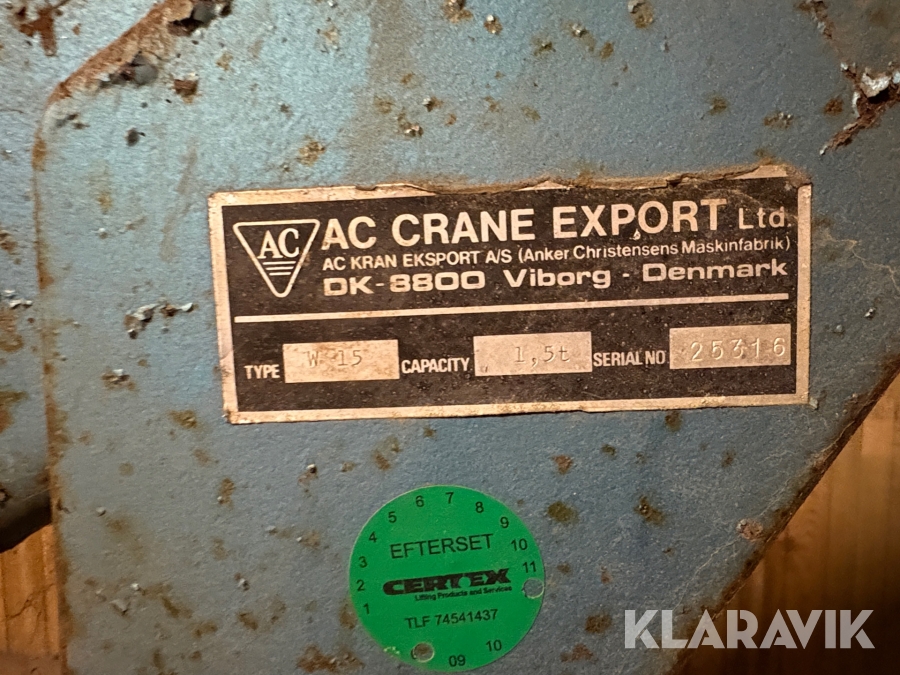 AC
AC CRANE EXPORT Ltd.
AC KRAN EKSPORT A/S (Anker Christensens Maskinfabrik)
DK-8800 Viborg - Denmark
TYPE W 15 CAPACITY 1,5t SERIAL NO 25316
1 2 3 4 5 6 7 8 9 10 11
EFTERSET
CERTEX
Lifting Products and Services
TLF 74541437
09 10
KLARAVIK